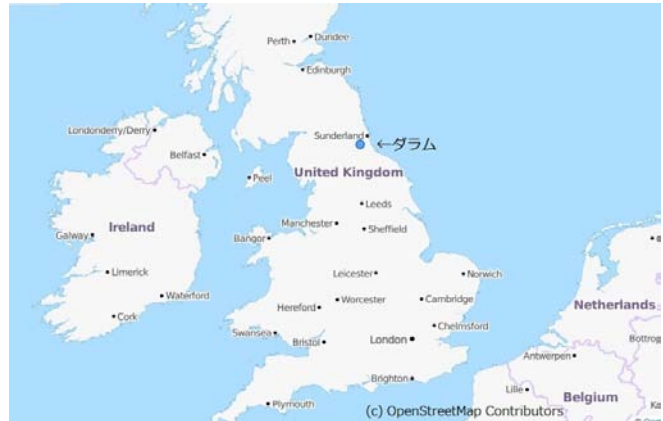 Perth
Dundee
Edinburgh
Londonderry/Derry
Sunderland
←ダラム
Belfast
United Kingdom
Peel
Leeds
Ireland
Manchester
Sheffield
Galway
Bangor
Limerick
Leicester
Norwich
Waterford
Worcester
Cambridge
Netherlands
Hereford
Cork
Chelmsford
Swansea
Bristol
London
Bottrop
Antwerpen
Brighton
Lille
Belgium
Plymouth
(c) OpenStreetMap Contributors